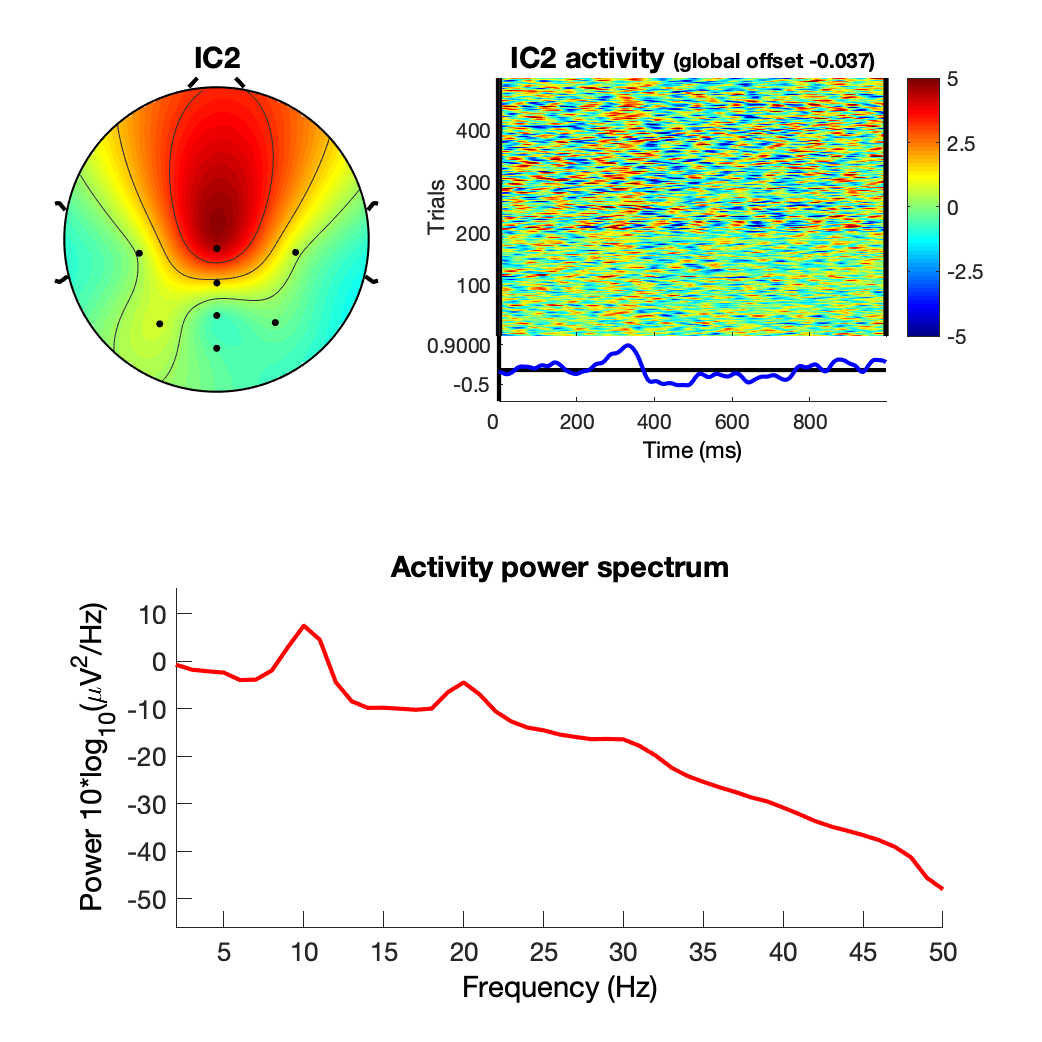 IC2
IC2 activity (global offset -0.037)
Trials
400
300
200
100
5
2.5
0
-2.5
-5
0.9000
-0.5
0 200 400 600 800
Time (ms)
Activity power spectrum
Power 10*log10(μV2/Hz)
10
0
-10
-20
-30
-40
-50
5 10 15 20 25 30 35 40 45 50
Frequency (Hz)